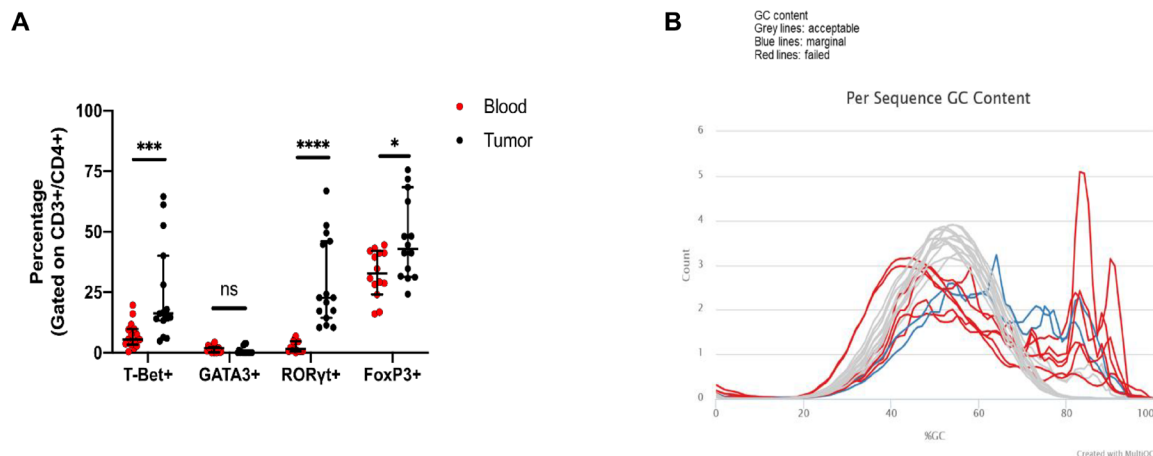 A
Blood
Tumor
100
75
50
25
0
Percentage
(Gated on CD3+/CD4+)
***
ns
****
*
T-Bet+ GATA3+ RORγt+ FoxP3+
B
GC content
Grey lines: acceptable
Blue lines: marginal
Red lines: failed
Per Sequence GC Content
6
5
4
3
2
1
0
Count
0 20 40 60 80 100
%GC
Created with MultiQC